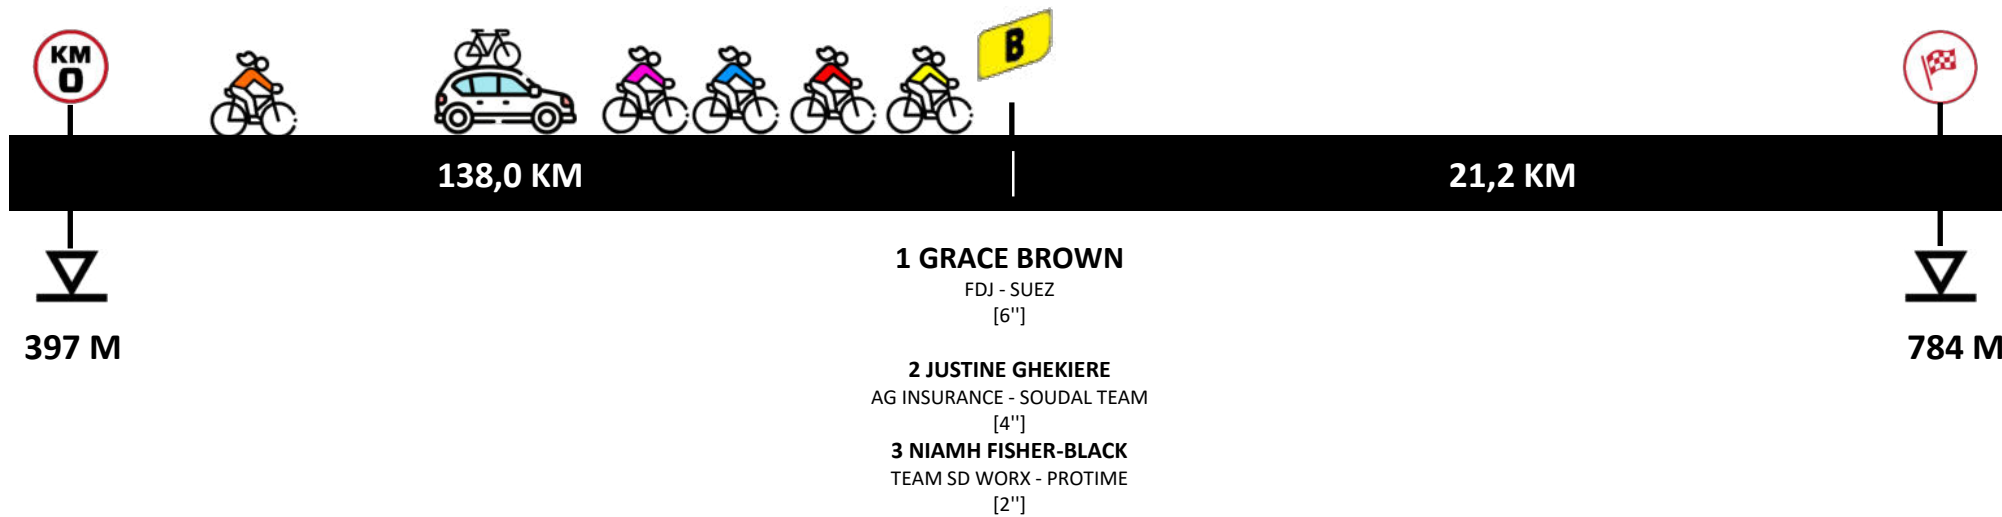 KM
0
B
138,0 KM
21,2 KM
1 GRACE BROWN
FDJ - SUEZ
[6'']
397 M
784 M
2 JUSTINE GHEKIERE
AG INSURANCE - SOUDAL TEAM
[4'']
3 NIAMH FISHER-BLACK
TEAM SD WORX - PROTIME
[2'']